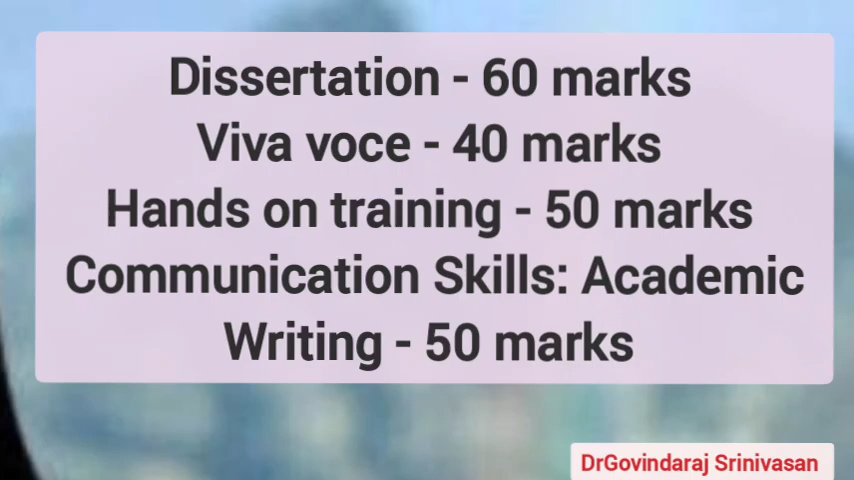 Dissertation - 60 marks
Viva voce - 40 marks
Hands on training - 50 marks
Communication Skills: Academic
Writing - 50 marks
DrGovindaraj Srinivasan